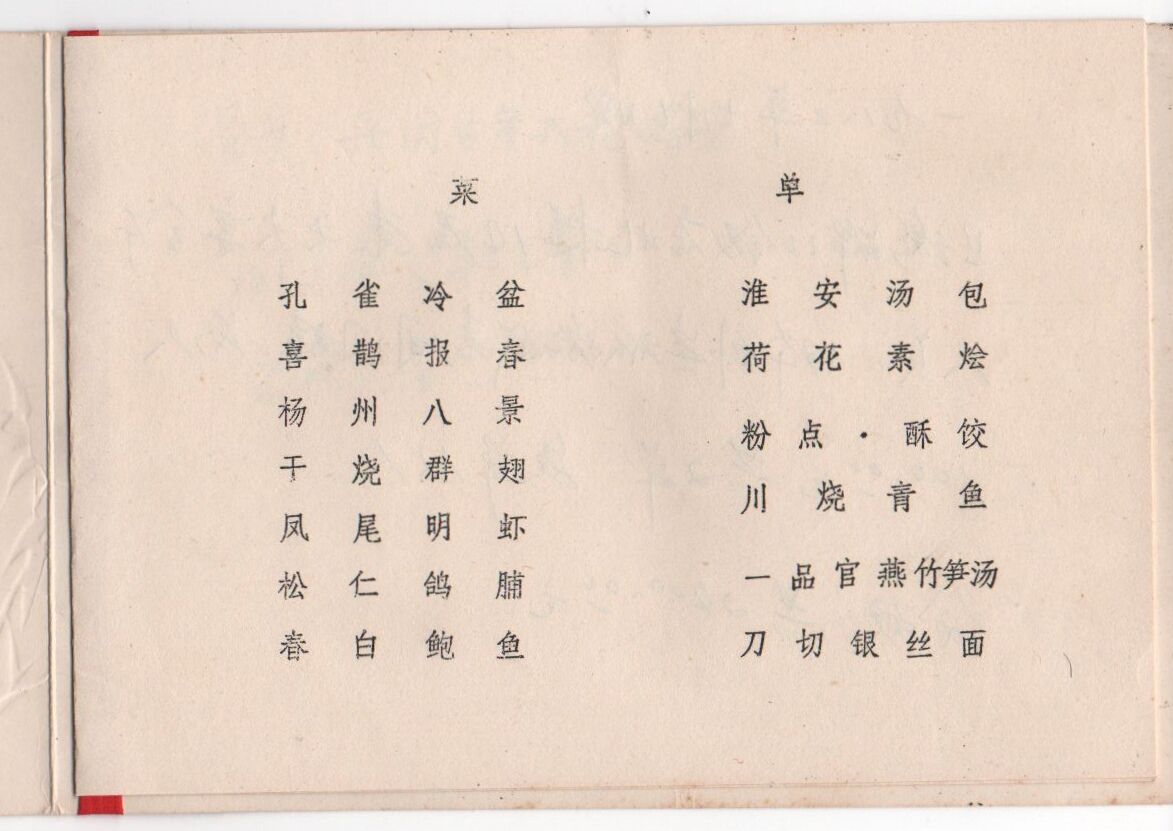 菜单
孔雀冷盆
喜鹊报春
杨州八景
干烧群翅
凤尾明虾
松仁鸽脯
春白鲍鱼
淮安汤包
荷花素烩
粉点·酥饺
川烧青鱼
一品官燕竹笋汤
刀切银丝面